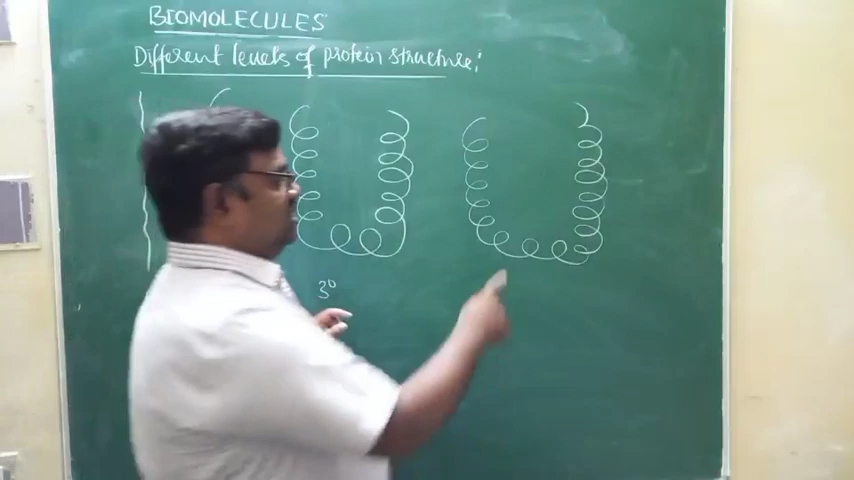 BIOMOLECULES
Different levels of protein structure:
3°